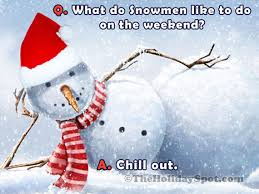 Q. What do Snowmen like to do
on the weekend?
A. Chill out.
©TheHolidaySpot.com